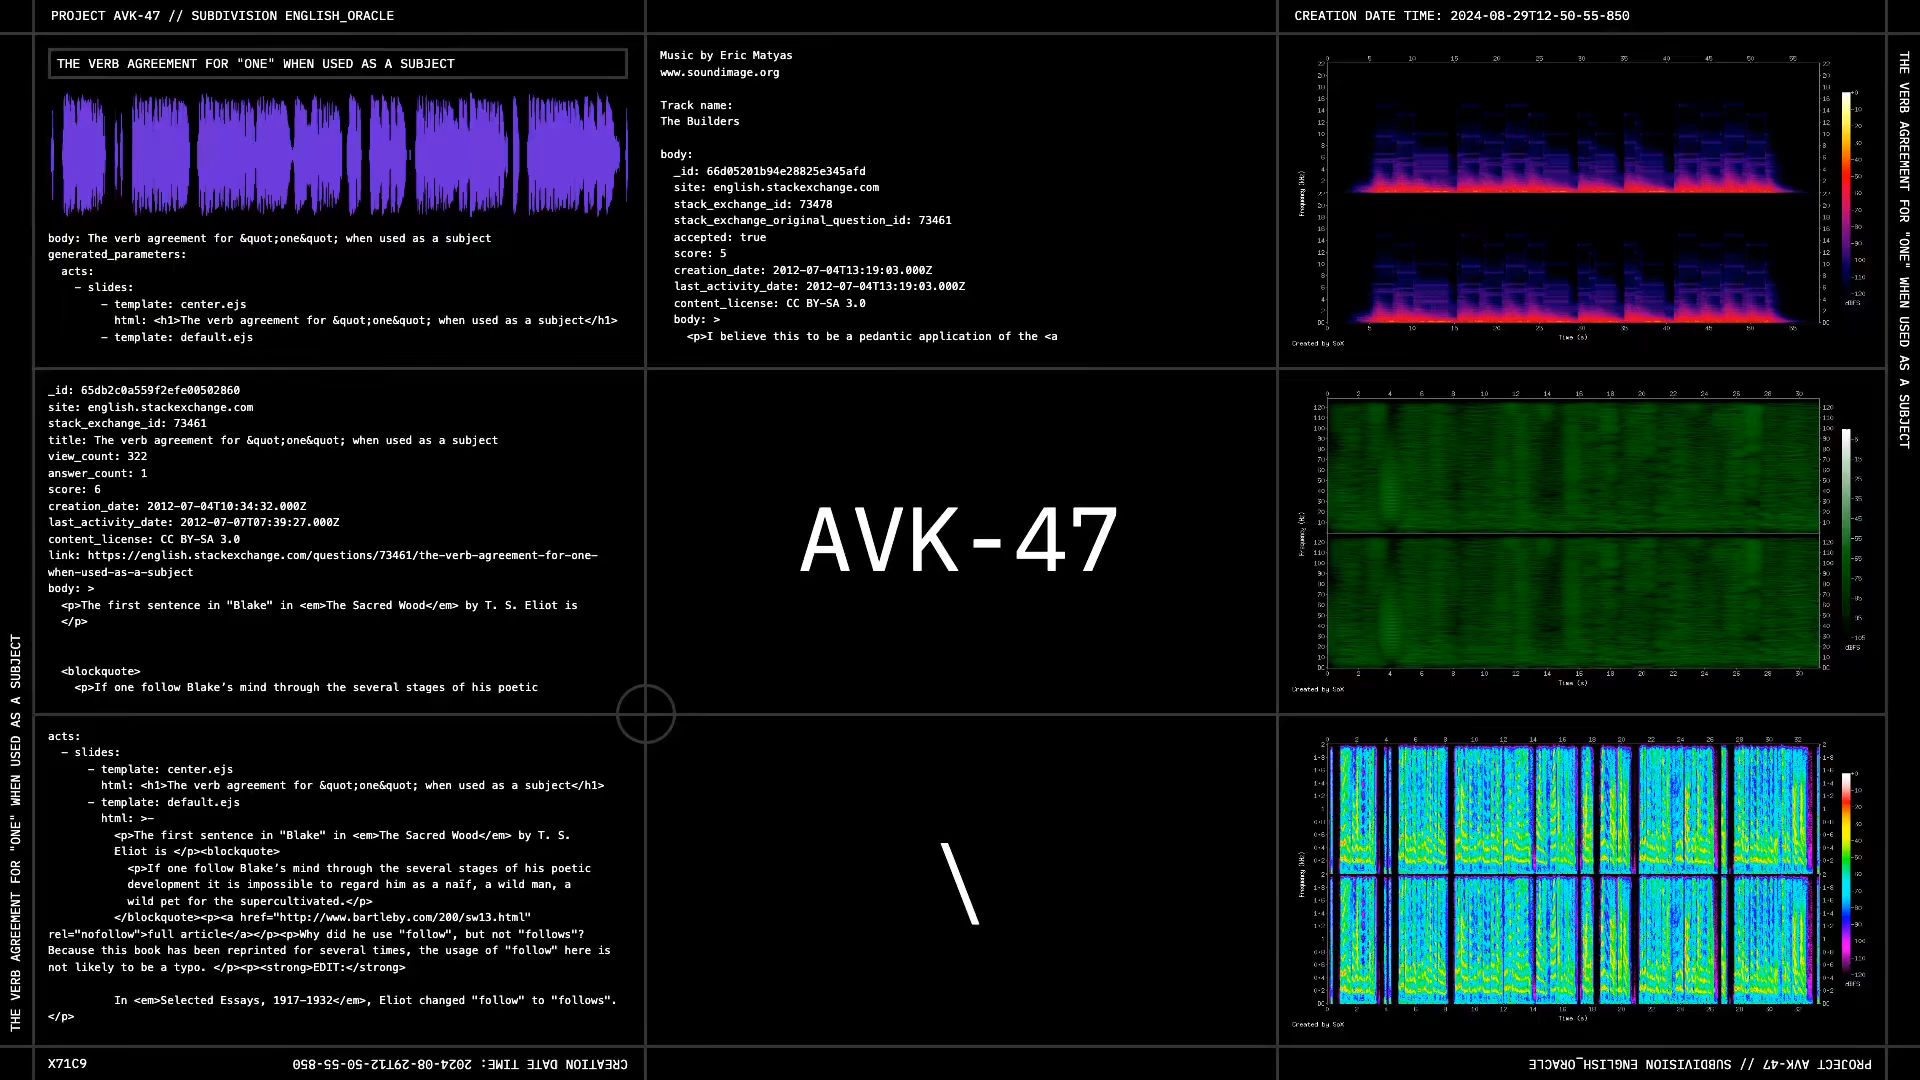 PROJECT AVK-47 // SUBDIVISION ENGLISH_ORACLE
CREATION DATE TIME: 2024-08-29T12-50-55-850
THE VERB AGREEMENT FOR "ONE" WHEN USED AS A SUBJECT
body: The verb agreement for &quot;one&quot; when used as a subject
generated_parameters:
acts:
- slides:
- template: center.ejs
html: <h1>The verb agreement for &quot;one&quot; when used as a subject</h1>
- template: default.ejs
Music by Eric Matyas
www.soundimage.org
Track name:
The Builders
body:
_id: 66d05201b94e28825e345afd
site: english.stackexchange.com
stack_exchange_id: 73478
stack_exchange_original_question_id: 73461
accepted: true
score: 5
creation_date: 2012-07-04T13:19:03.000Z
last_activity_date: 2012-07-04T13:19:03.000Z
content_license: CC BY-SA 3.0
body: >
<p>I believe this to be a pedantic application of the <a
Frequency (kHz)
Time (s)
dBFS
Created by SoX
THE VERB AGREEMENT FOR "ONE" WHEN USED AS A SUBJECT
_id: 65db2c0a559f2efe00502860
site: english.stackexchange.com
stack_exchange_id: 73461
title: The verb agreement for &quot;one&quot; when used as a subject
view_count: 322
answer_count: 1
score: 6
creation_date: 2012-07-04T10:34:32.000Z
last_activity_date: 2012-07-07T07:39:27.000Z
content_license: CC BY-SA 3.0
link: https://english.stackexchange.com/questions/73461/the-verb-agreement-for-one-
when-used-as-a-subject
body: >
<p>The first sentence in "Blake" in <em>The Sacred Wood</em> by T. S. Eliot is
</p>
<blockquote>
<p>If one follow Blake's mind through the several stages of his poetic
AVK-47
Frequency (Hz)
Time (s)
dBFS
Created by SoX
THE VERB AGREEMENT FOR "ONE" WHEN USED AS A SUBJECT
acts:
- slides:
- template: center.ejs
html: <h1>The verb agreement for &quot;one&quot; when used as a subject</h1>
- template: default.ejs
html: >-
<p>The first sentence in "Blake" in <em>The Sacred Wood</em> by T. S.
Eliot is </p><blockquote>
<p>If one follow Blake's mind through the several stages of his poetic
development it is impossible to regard him as a naïf, a wild man, a
wild pet for the supercultivated.</p>
</blockquote><p><a href="http://www.bartleby.com/200/sw13.html"
rel="nofollow">full article</a></p><p>Why did he use "follow", but not "follows"?
Because this book has been reprinted for several times, the usage of "follow" here is
not likely to be a typo. </p><p><strong>EDIT:</strong>
In <em>Selected Essays, 1917-1932</em>, Eliot changed "follow" to "follows".
</p>
\
Frequency (kHz)
Time (s)
dBFS
Created by SoX
X71C9
CREATION DATE TIME: 2024-08-29T12-50-55-850
PROJECT AVK-47 // SUBDIVISION ENGLISH_ORACLE